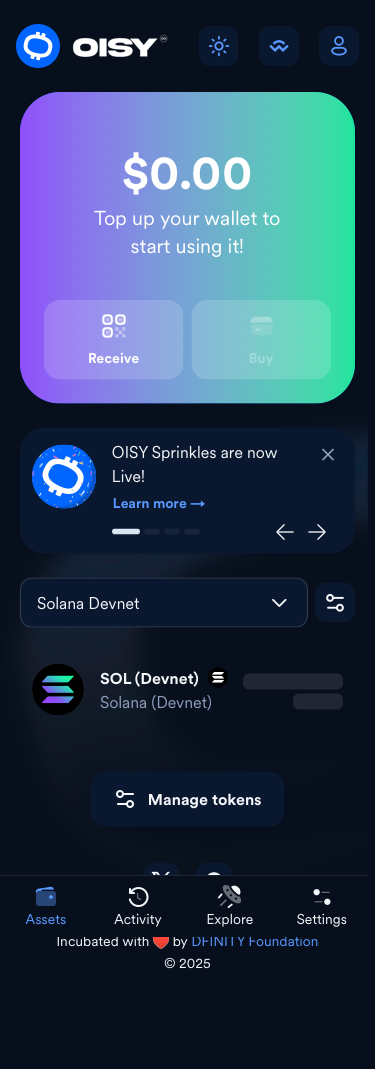 OISY
$0.00
Top up your wallet to
start using it!
Receive
Buy
OISY Sprinkles are now
Live!
Learn more →
Solana Devnet
SOL (Devnet)
Solana (Devnet)
Manage tokens
Assets
Activity
Explore
Settings
Incubated with ❤️ by DFINITY Foundation
© 2025